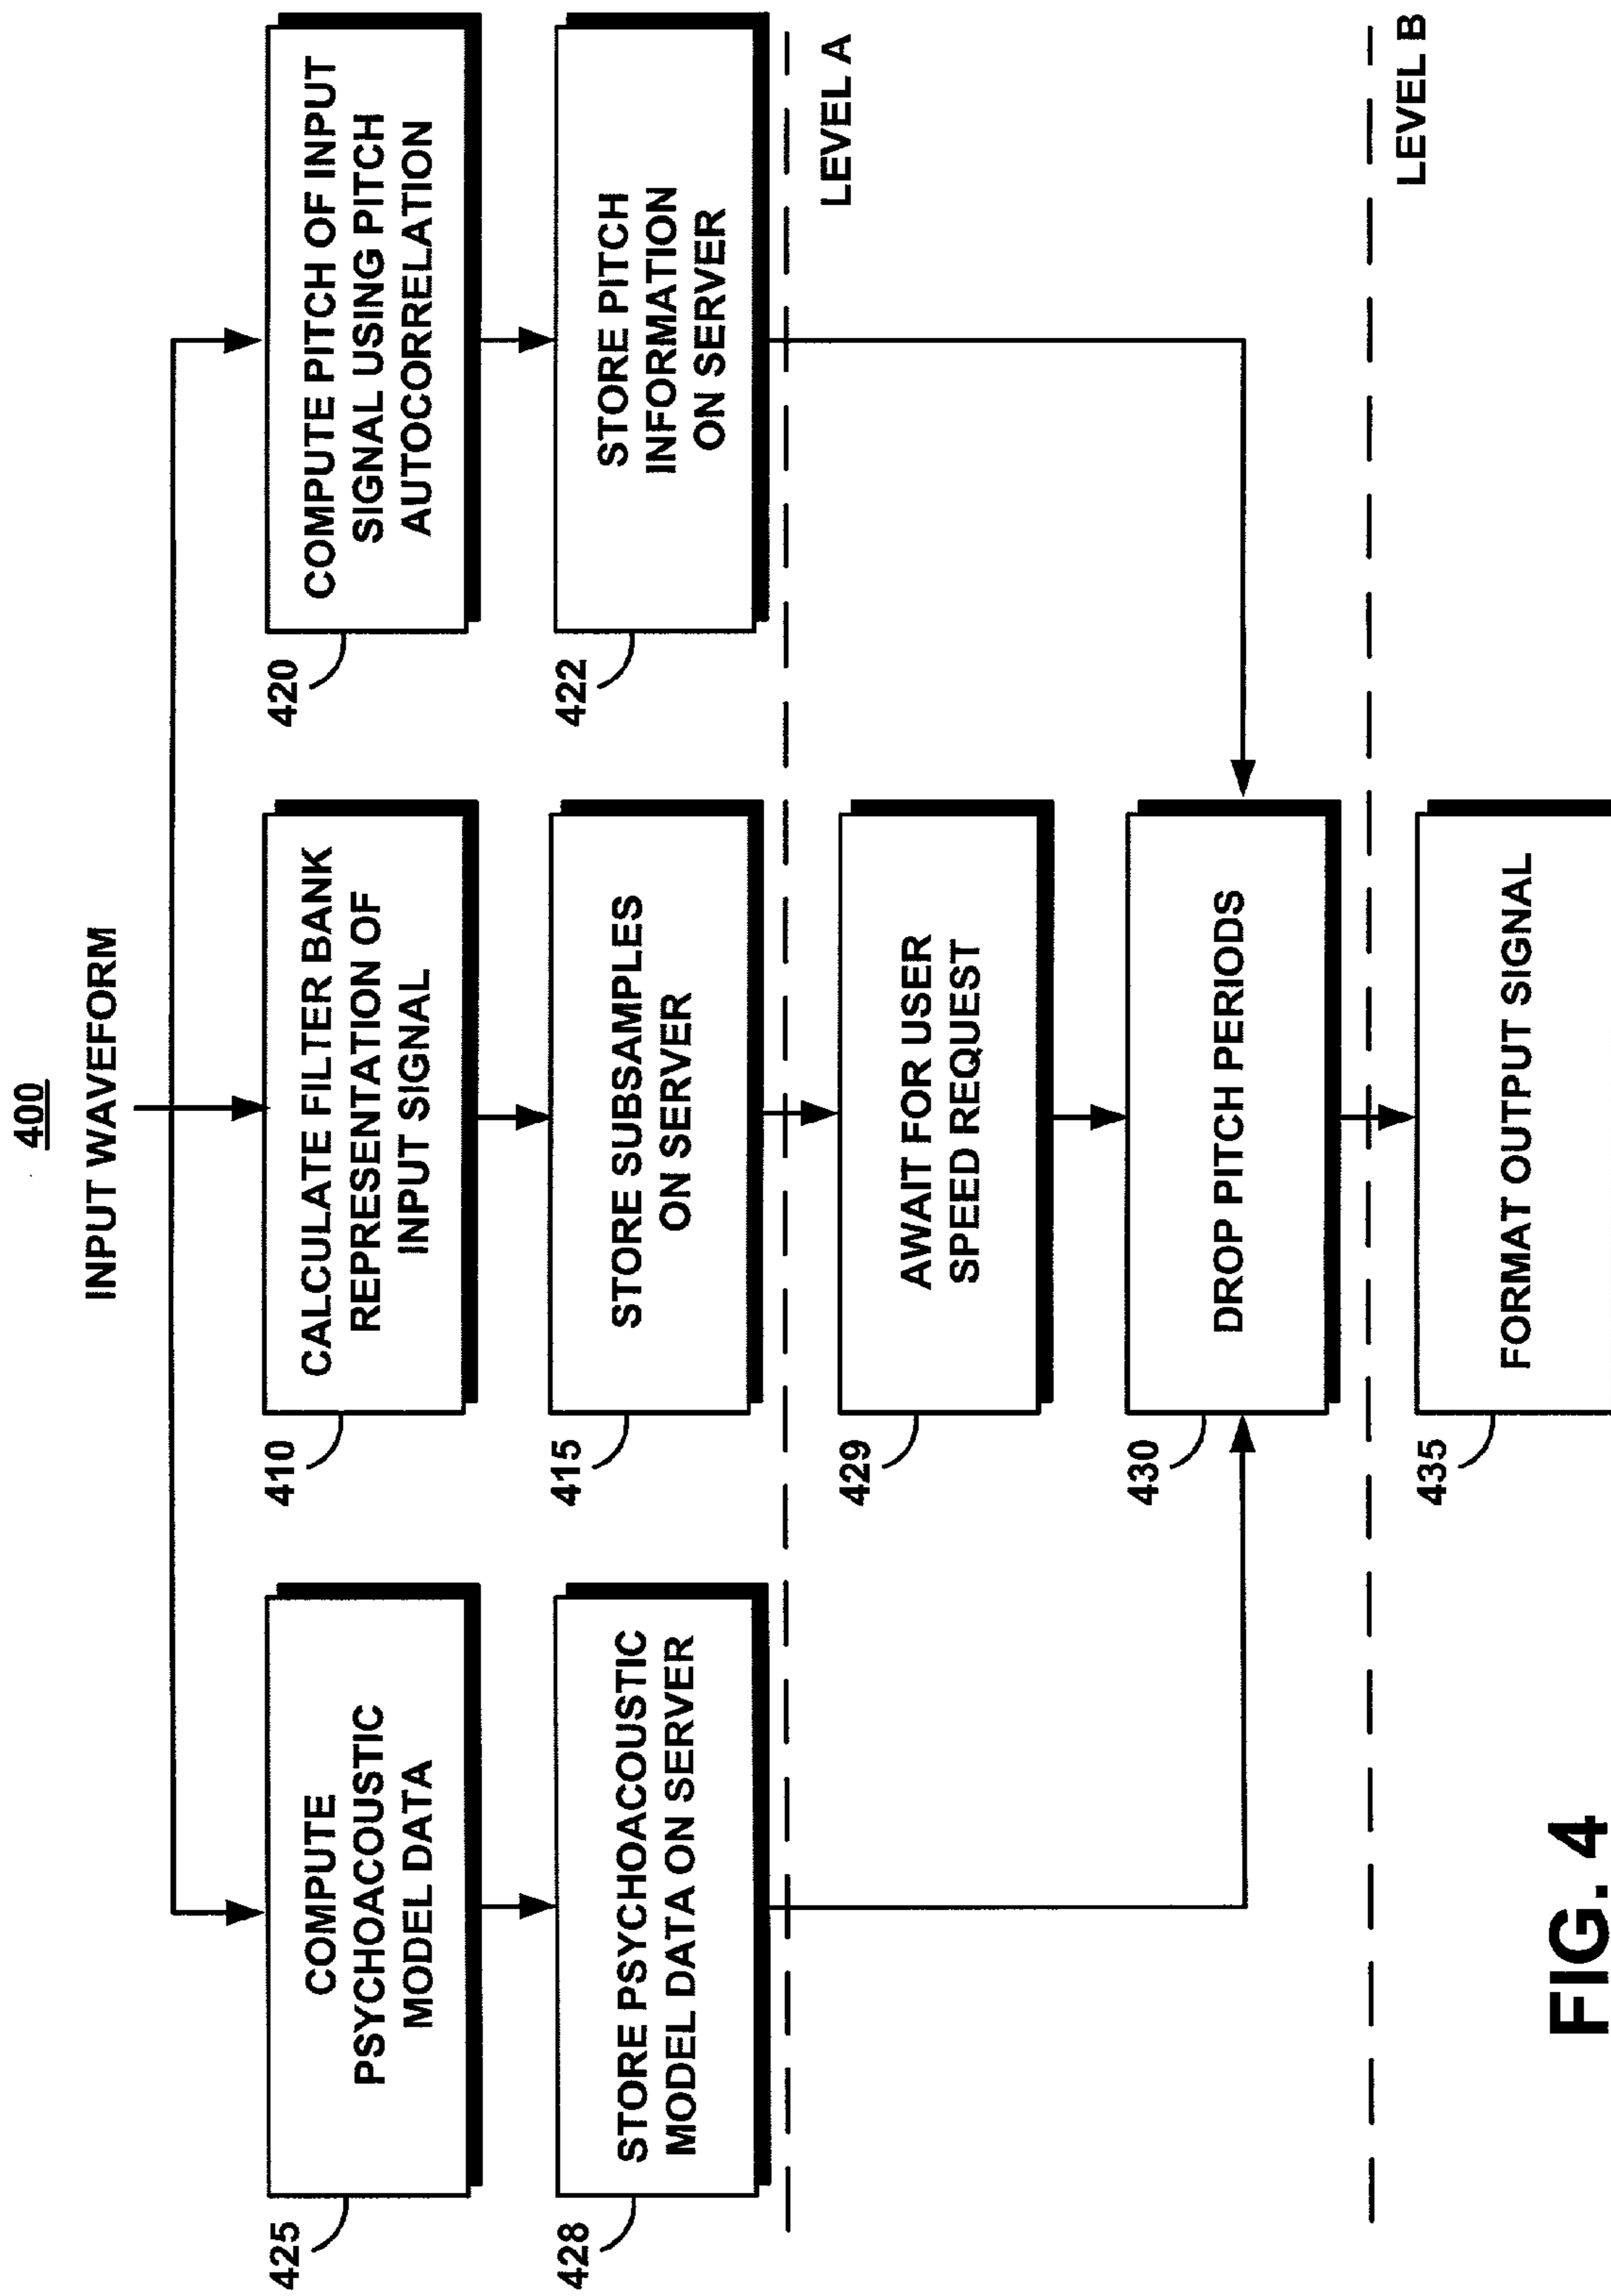 400
INPUT WAVEFORM
425
COMPUTE
PSYCHOACOUSTIC
MODEL DATA
410
CALCULATE FILTER BANK
REPRESENTATION OF
INPUT SIGNAL
420
COMPUTE PITCH OF INPUT
SIGNAL USING PITCH
AUTOCORRELATION
428
STORE PSYCHOACOUSTIC
MODEL DATA ON SERVER
415
STORE SUBSAMPLES
ON SERVER
422
STORE PITCH
INFORMATION
ON SERVER
LEVEL A
429
AWAIT FOR USER
SPEED REQUEST
430
DROP PITCH PERIODS
LEVEL B
435
FORMAT OUTPUT SIGNAL
FIG. 4